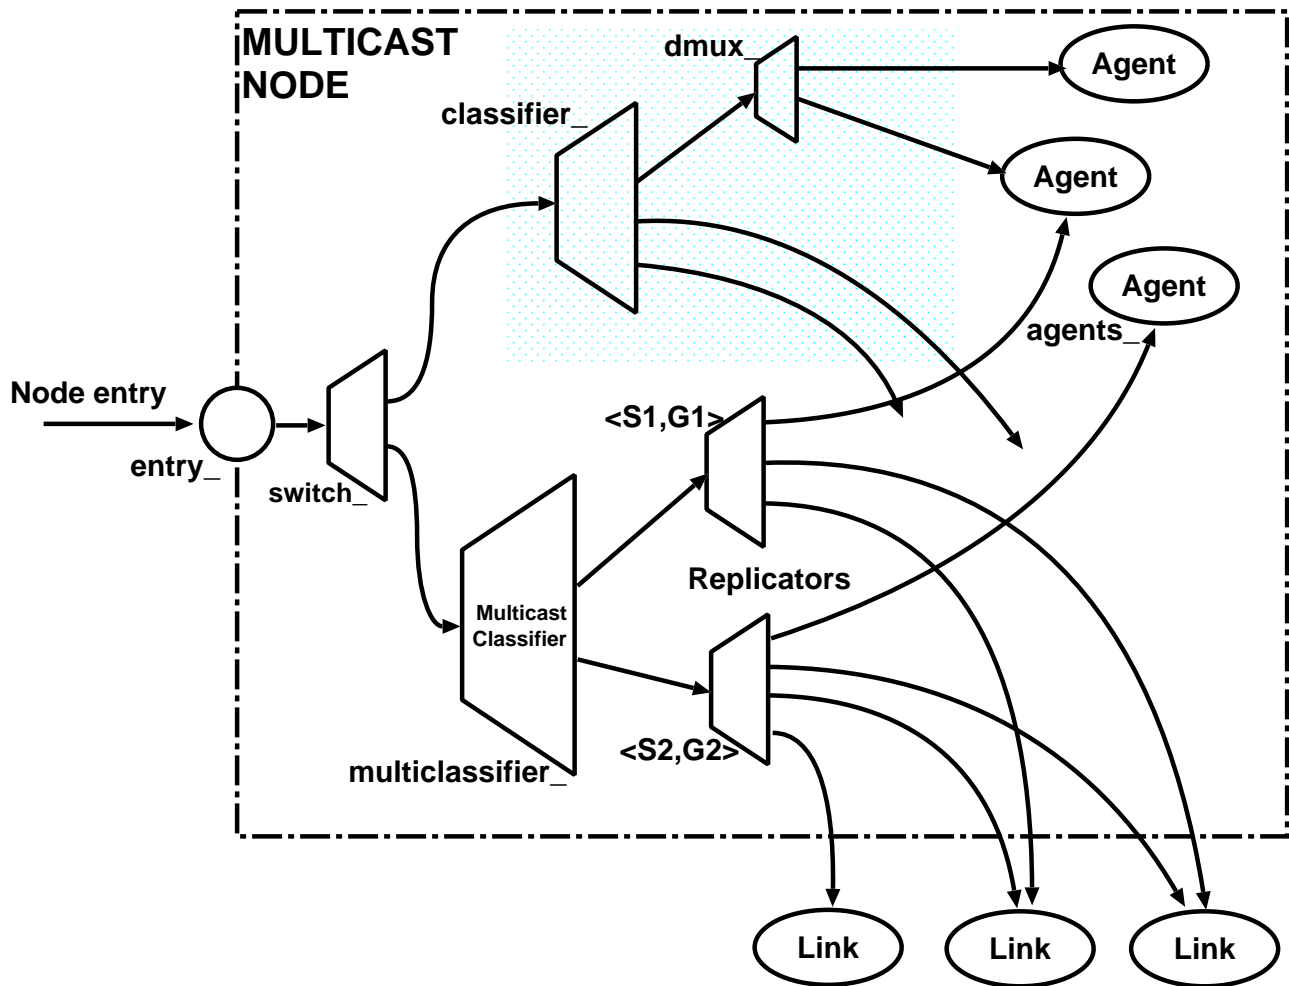 MULTICAST
NODE
dmux_
Agent
classifier_
Agent
Agent
agents_
Node entry
entry_
switch_
<S1,G1>
Replicators
Multicast
Classifier
<S2,G2>
multiclassifier_
Link
Link
Link